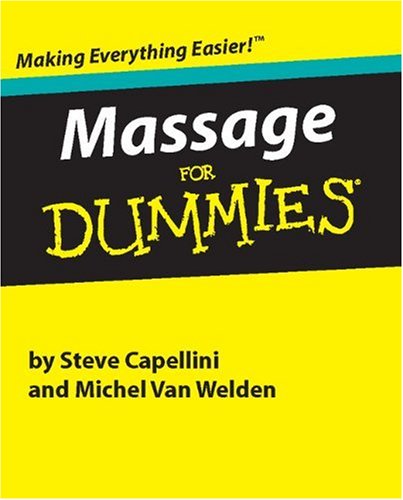 Making Everything Easier!™
Massage
FOR
DUMMIES®
by Steve Capellini
and Michel Van Welden